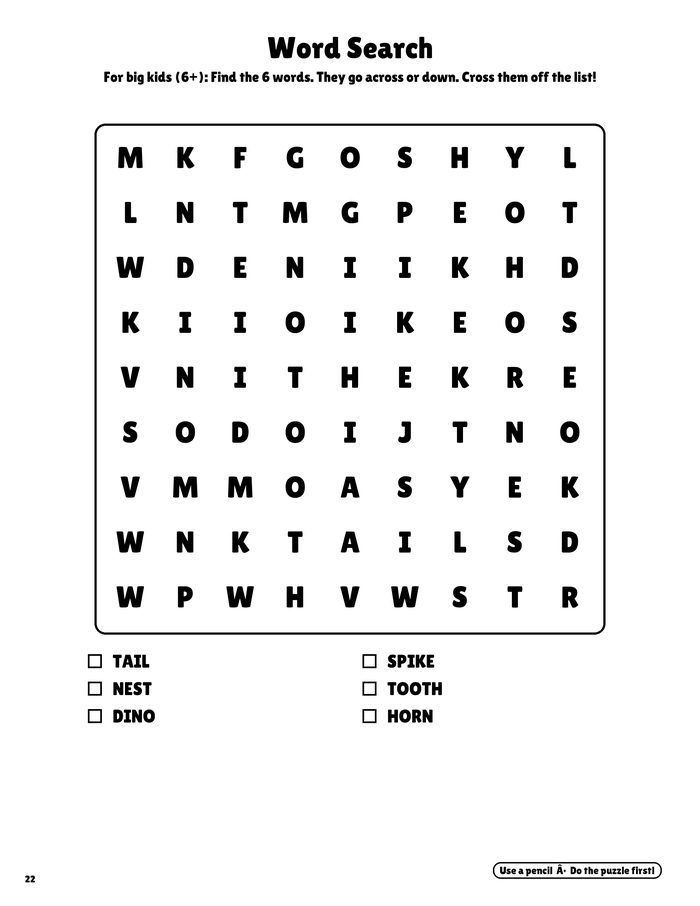 Word Search
For big kids (6+): Find the 6 words. They go across or down. Cross them off the list!
M K F G O S H Y L
L N T M G P E O T
W D E N I I K H D
K I I O I K E O S
V N I T H E K R E
S O D O I J T N O
V M M O A S Y E K
W N K T A I L S D
W P W H V W S T R
TAIL
NEST
DINO
SPIKE
TOOTH
HORN
22
Use a pencil Â· Do the puzzle first!